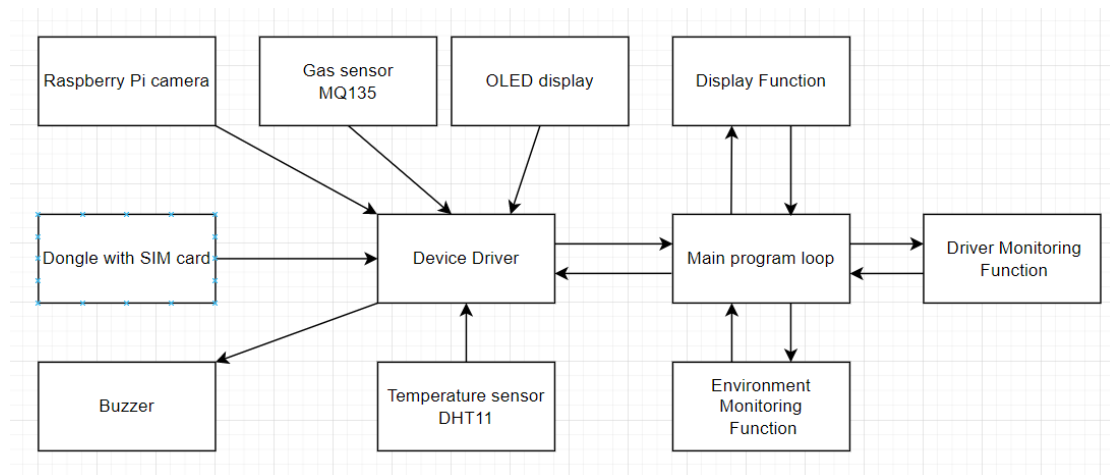 Raspberry Pi camera
Gas sensor
MQ135
OLED display
Display Function
Dongle with SIM card
Device Driver
Main program loop
Driver Monitoring
Function
Buzzer
Temperature sensor
DHT11
Environment
Monitoring
Function